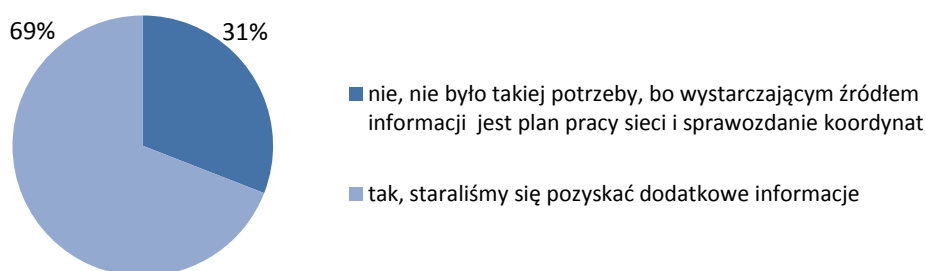 69%
31%
nie, nie było takiej potrzeby, bo wystarczającym źródłem
informacji jest plan pracy sieci i sprawozdanie koordynat
tak, staraliśmy się pozyskać dodatkowe informacje